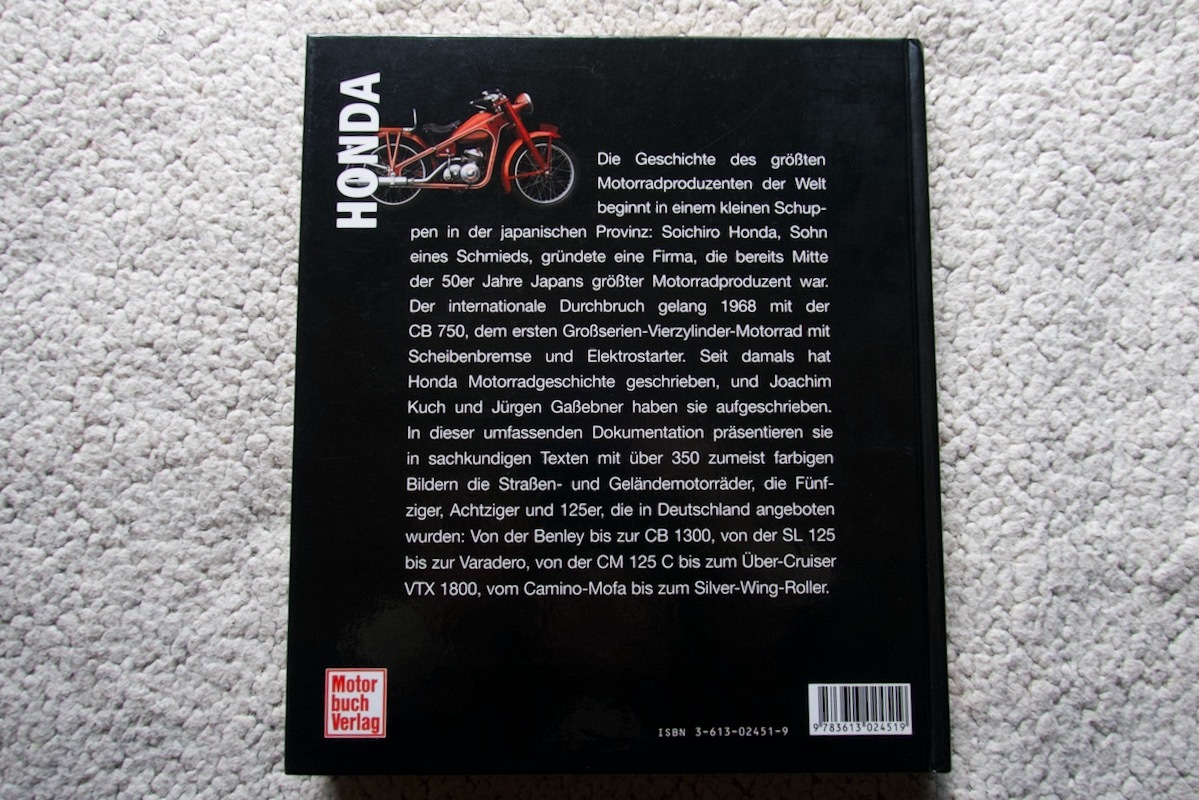 HONDA
Die Geschichte des größten
Motorradproduzenten der Welt
beginnt in einem kleinen Schup-
pen in der japanischen Provinz: Soichiro Honda, Sohn
eines Schmieds, gründete eine Firma, die bereits Mitte
der 50er Jahre Japans größter Motorradproduzent war.
Der internationale Durchbruch gelang 1968 mit der
CB 750, dem ersten Großserien-Vierzylinder-Motorrad mit
Scheibenbremse und Elektrostarter. Seit damals hat
Honda Motorradgeschichte geschrieben, und Joachim
Kuch und Jürgen Gaßebner haben sie aufgeschrieben.
In dieser umfassenden Dokumentation präsentieren sie
in sachkundigen Texten mit über 350 zumeist farbigen
Bildern die Straßen- und Geländemotorräder, die Fünf-
ziger, Achtziger und 125er, die in Deutschland angeboten
wurden: Von der Benley bis zur CB 1300, von der SL 125
bis zur Varadero, von der CM 125 C bis zum Über-Cruiser
VTX 1800, vom Camino-Mofa bis zum Silver-Wing-Roller.
Motor
buch
Verlag
ISBN 3-613-02451-9
9 783613 024519